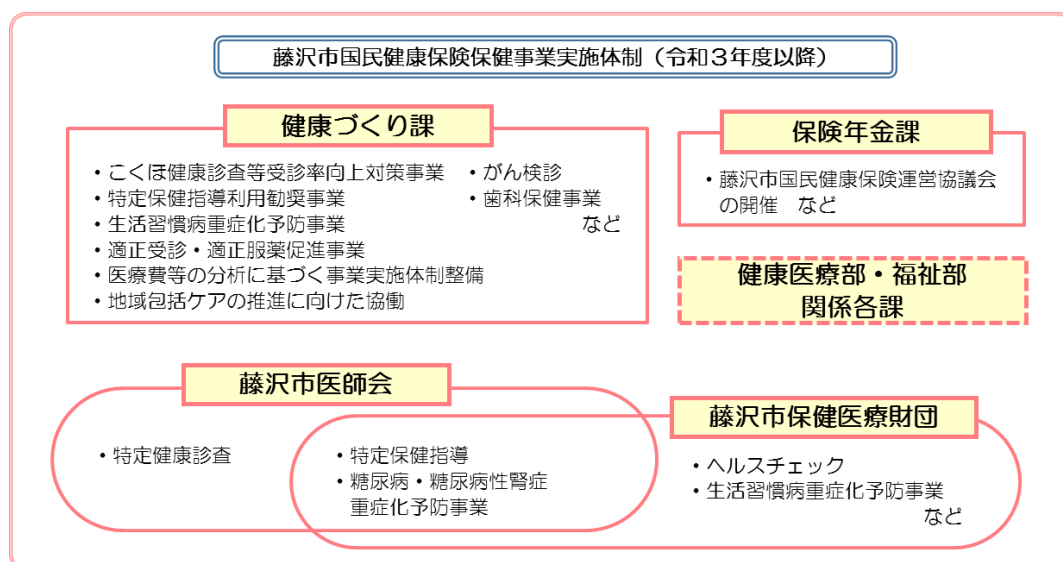 藤沢市国民健康保険保健事業実施体制（令和３年度以降）
健康づくり課
・こくほ健康診査等受診率向上対策事業
・特定保健指導利用勧奨事業
・生活習慣病重症化予防事業
・適正受診・適正服薬促進事業
・医療費等の分析に基づく事業実施体制整備
・地域包括ケアの推進に向けた協働
・がん検診
・歯科保健事業
など
保険年金課
・藤沢市国民健康保険運営協議会
の開催　など
健康医療部・福祉部
関係各課
藤沢市医師会
・特定健康診査
・特定保健指導
・糖尿病・糖尿病性腎症
重症化予防事業
藤沢市保健医療財団
・ヘルスチェック
・生活習慣病重症化予防事業
など